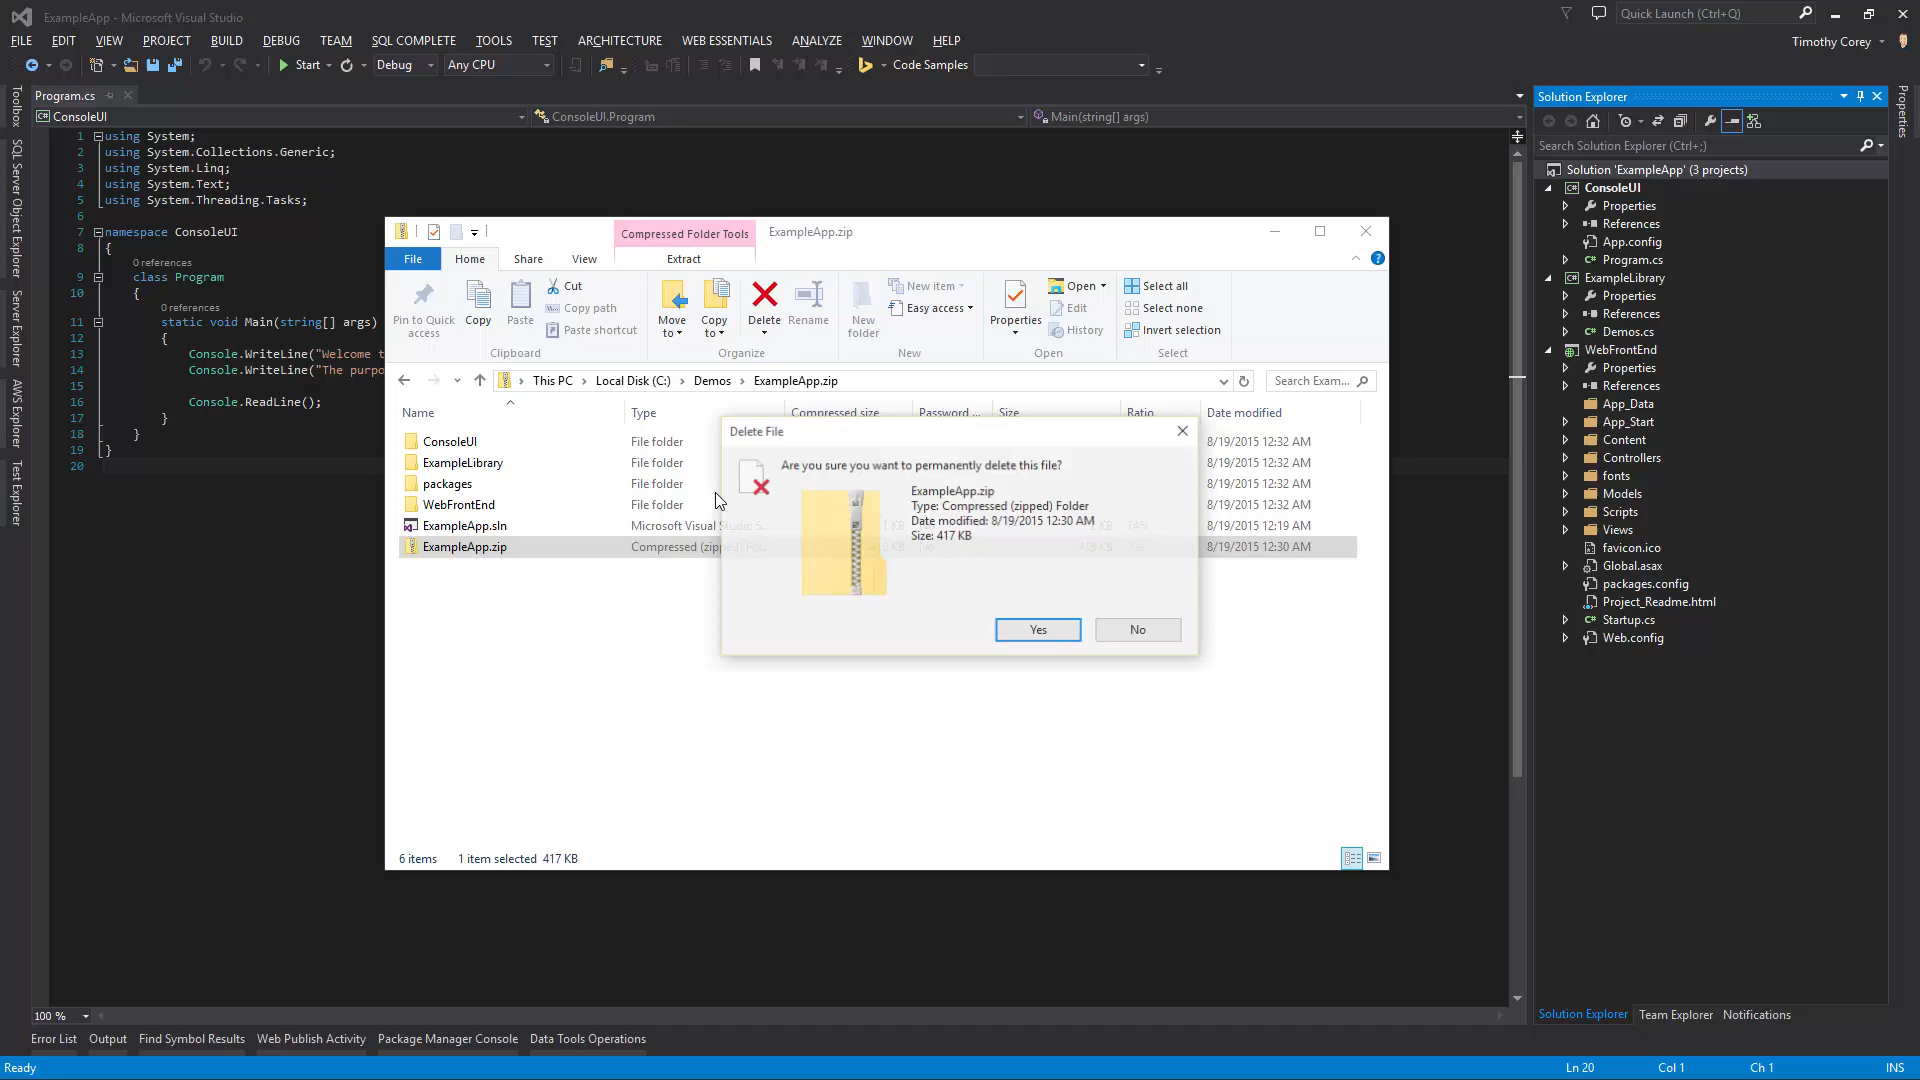 ExampleApp - Microsoft Visual Studio
Quick Launch (Ctrl+Q)
FILE EDIT VIEW PROJECT BUILD DEBUG TEAM SQL COMPLETE TOOLS TEST ARCHITECTURE WEB ESSENTIALS ANALYZE WINDOW HELP
Timothy Corey
Start Debug Any CPU Code Samples
Toolbox
SQL Server Object Explorer
Server Explorer
AWS Explorer
Test Explorer
Program.cs
ConsoleUI ConsoleUI.Program Main(string[] args)
1 using System;
2 using System.Collections.Generic;
3 using System.Linq;
4 using System.Text;
5 using System.Threading.Tasks;
6
7 namespace ConsoleUI
8 {
0 references
9 class Program
10 {
0 references
11 static void Main(string[] args)
12 {
13 Console.WriteLine("Welcome t
14 Console.WriteLine("The purpo
15
16 Console.ReadLine();
17 }
18 }
19 }
20
Compressed Folder Tools ExampleApp.zip
File Home Share View Extract
Pin to Quick access
Copy
Paste
Cut
Copy path
Paste shortcut
Clipboard
Move to
Copy to
Delete
Rename
Organize
New folder
New item
Easy access
New
Properties
Open
Edit
History
Open
Select all
Select none
Invert selection
Select
This PC Local Disk (C:) Demos ExampleApp.zip
Search Exam...
Name Type Compressed size Password ... Size Ratio Date modified
ConsoleUI File folder 8/19/2015 12:32 AM
ExampleLibrary File folder 8/19/2015 12:32 AM
packages File folder 8/19/2015 12:32 AM
WebFrontEnd File folder 8/19/2015 12:32 AM
ExampleApp.sln Microsoft Visual Studio S... 8/19/2015 12:19 AM
ExampleApp.zip Compressed (zipped) Fol... 8/19/2015 12:30 AM
Delete File
Are you sure you want to permanently delete this file?
ExampleApp.zip
Type: Compressed (zipped) Folder
Date modified: 8/19/2015 12:30 AM
Size: 417 KB
Yes No
6 items 1 item selected 417 KB
Solution Explorer
Search Solution Explorer (Ctrl+;)
Solution 'ExampleApp' (3 projects)
ConsoleUI
Properties
References
App.config
Program.cs
ExampleLibrary
Properties
References
Demos.cs
WebFrontEnd
Properties
References
App_Data
App_Start
Content
Controllers
fonts
Models
Scripts
Views
favicon.ico
Global.asax
packages.config
Project_Readme.html
Startup.cs
Web.config
Properties
Solution Explorer Team Explorer Notifications
100 %
Error List Output Find Symbol Results Web Publish Activity Package Manager Console Data Tools Operations
Ready Ln 20 Col 1 Ch 1 INS